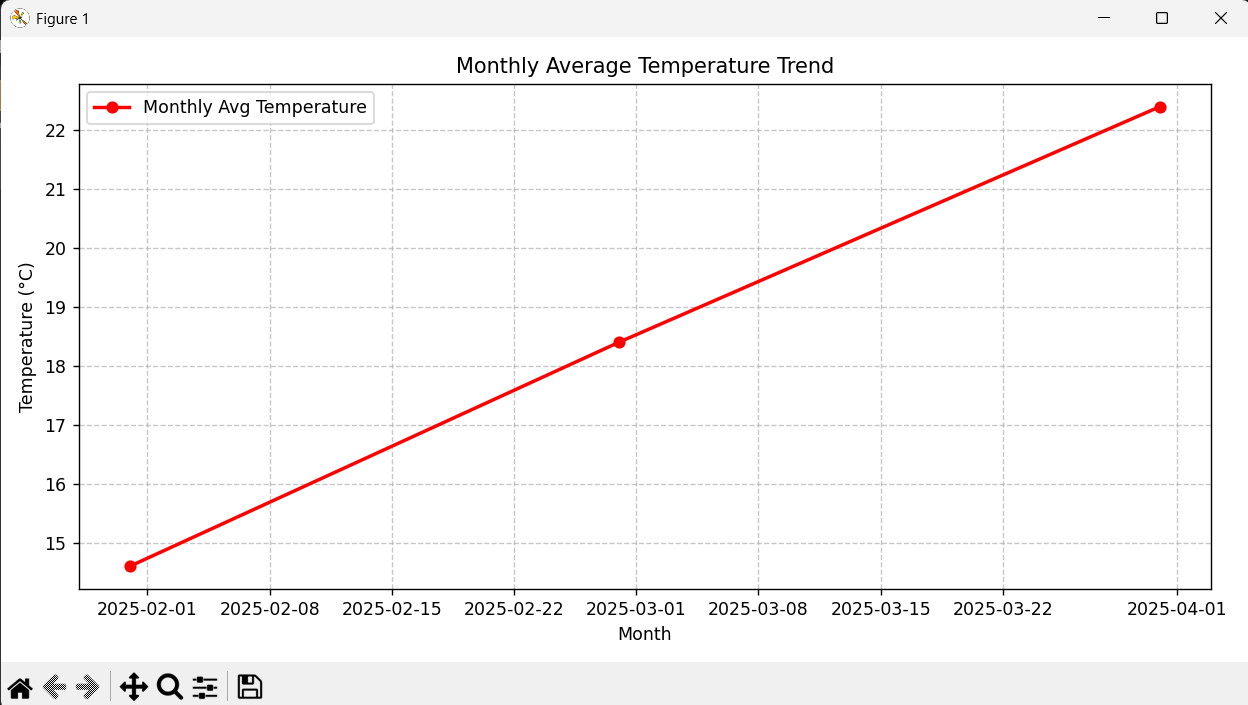 Figure 1
Monthly Average Temperature Trend
Monthly Avg Temperature
22
21
20
19
18
17
16
15
Temperature (°C)
2025-02-01 2025-02-08 2025-02-15 2025-02-22 2025-03-01 2025-03-08 2025-03-15 2025-03-22 2025-04-01
Month